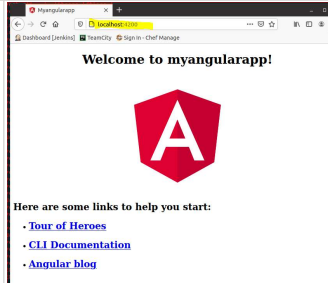 Myangularapp
localhost:4200
Dashboard [Jenkins] TeamCity Sign In - Chef Manage
Welcome to myangularapp!
A
Here are some links to help you start:
• Tour of Heroes
• CLI Documentation
• Angular blog